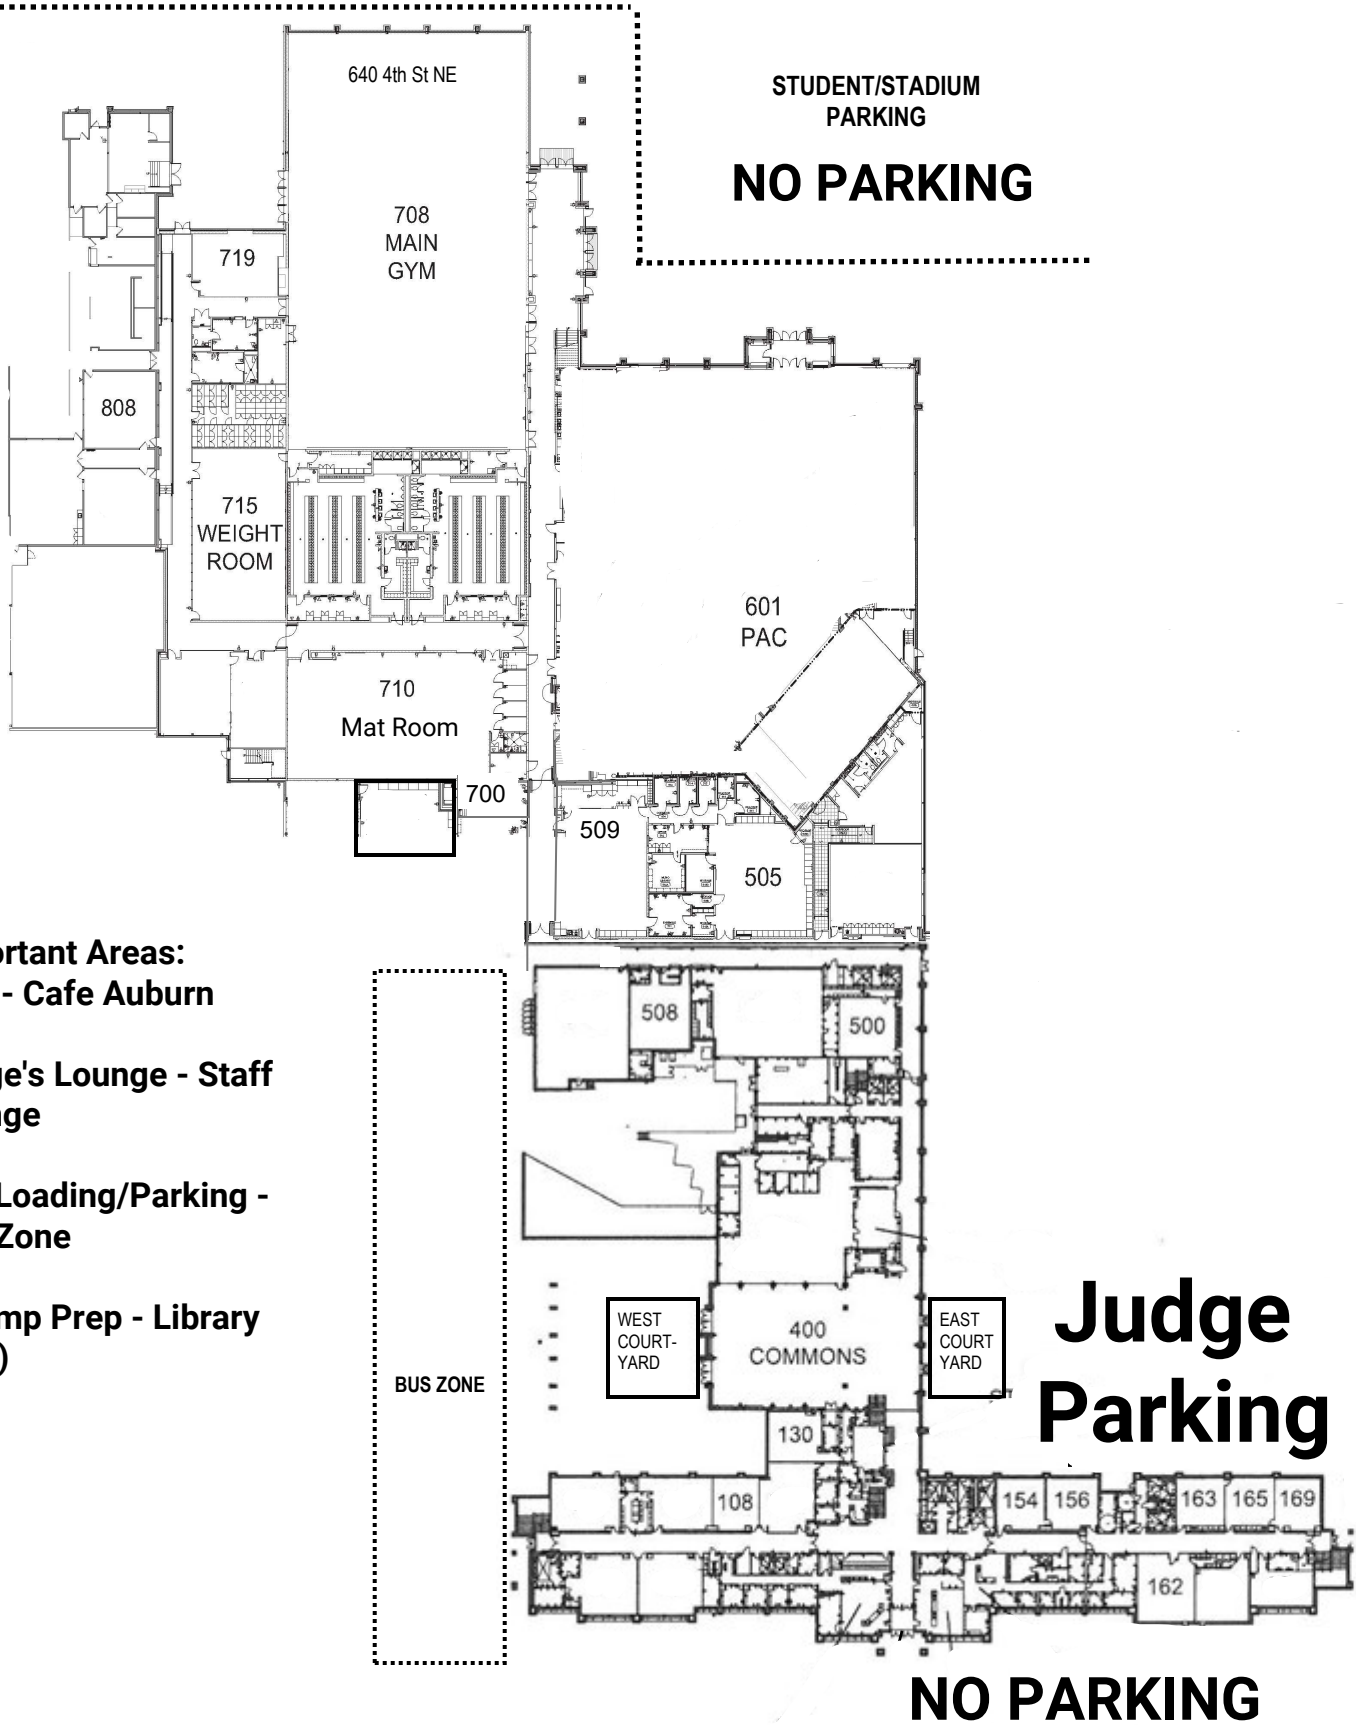 640 4th St NE
STUDENT/STADIUM
PARKING
NO PARKING
708
MAIN
GYM
719
808
715
WEIGHT
ROOM
601
PAC
710
Mat Room
700
509
505
ortant Areas:
- Cafe Auburn
ge's Lounge - Staff
nge
Loading/Parking -
Zone
mp Prep - Library
)
508
500
WEST
COURT-
YARD
400
COMMONS
EAST
COURT
YARD
Judge
Parking
BUS ZONE
130
108
154
156
163
165
169
162
NO PARKING